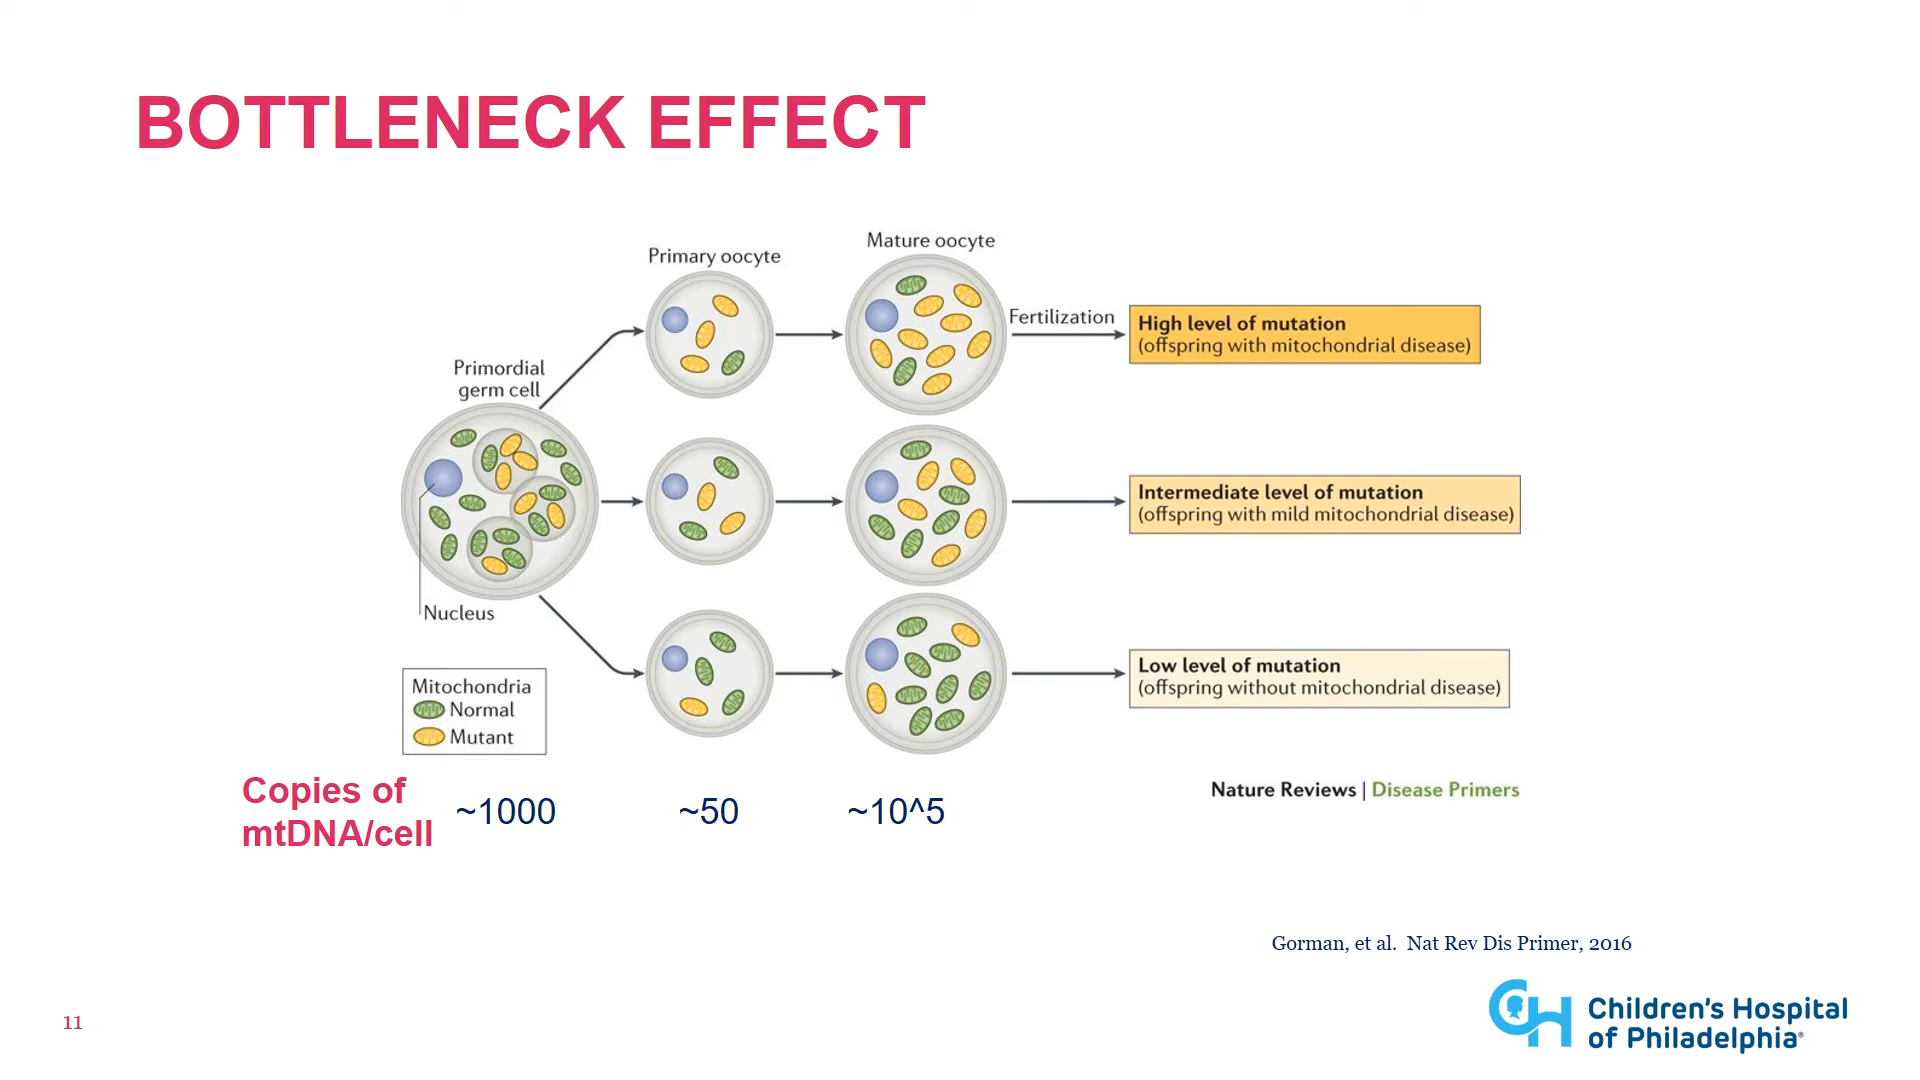 BOTTLENECK EFFECT
Primary oocyte
Mature oocyte
Fertilization
High level of mutation
(offspring with mitochondrial disease)
Primordial
germ cell
Intermediate level of mutation
(offspring with mild mitochondrial disease)
Nucleus
Low level of mutation
(offspring without mitochondrial disease)
Mitochondria
Normal
Mutant
Copies of
mtDNA/cell
~1000
~50
~10^5
Nature Reviews | Disease Primers
Gorman, et al. Nat Rev Dis Primer, 2016
11
CH
Children's Hospital
of Philadelphia®